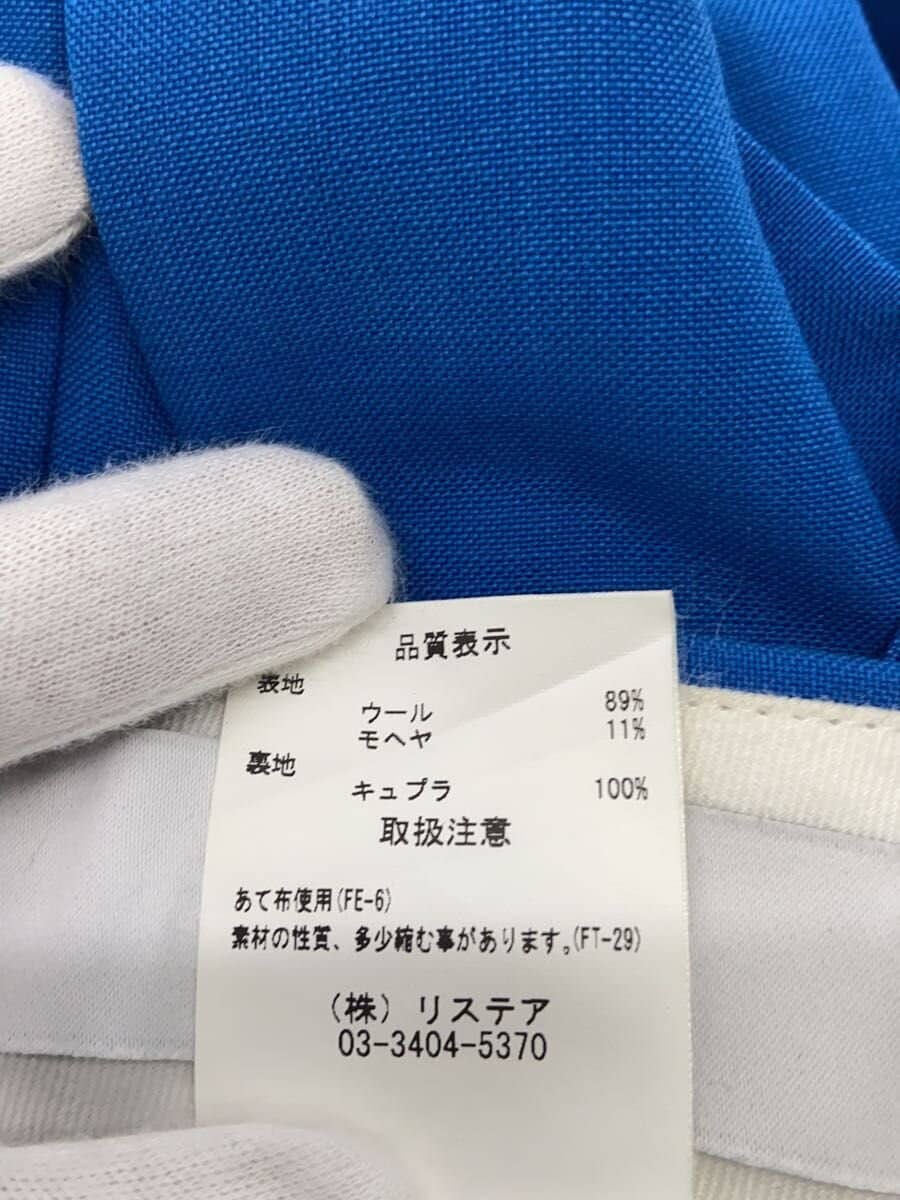 品質表示
表地
ウール 89%
モヘヤ 11%
裏地
キュプラ 100%
取扱注意
あて布使用(FE-6)
素材の性質、多少縮む事があります。(FT-29)
(株) リステア
03-3404-5370